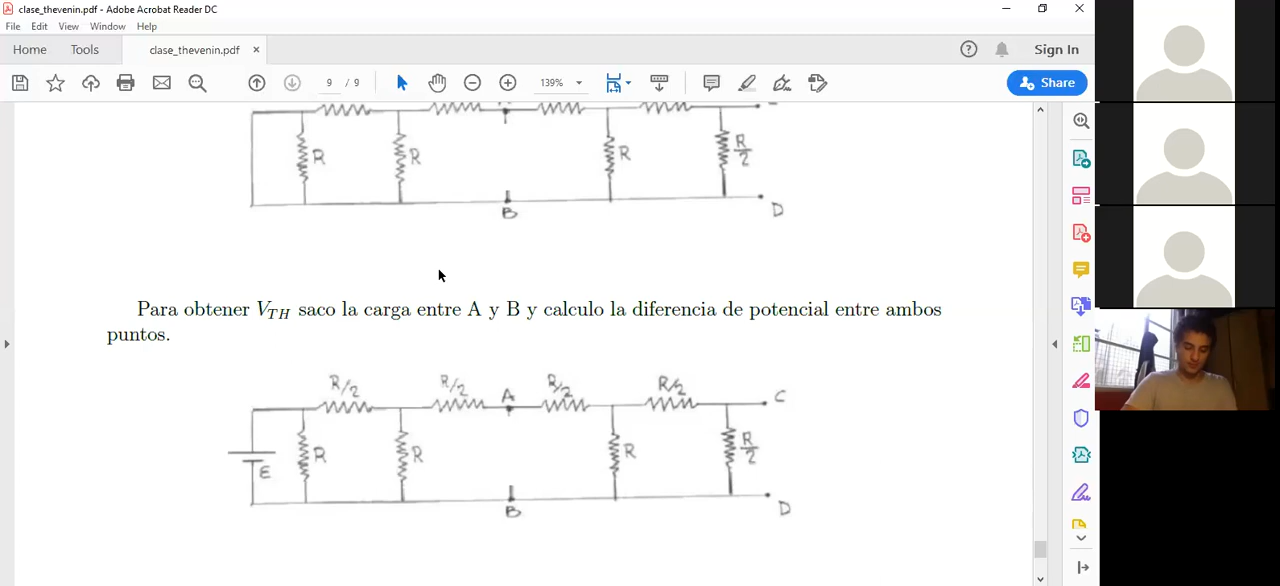 clase_thevenin.pdf - Adobe Acrobat Reader DC
File Edit View Window Help
Home Tools clase_thevenin.pdf × Sign In
9 / 9 139% Share
R R R R/2
B D
Para obtener V_TH saco la carga entre A y B y calculo la diferencia de potencial entre ambos
puntos.
R/2 R/2 A R/2 R/2 C
E R R R R/2
B D